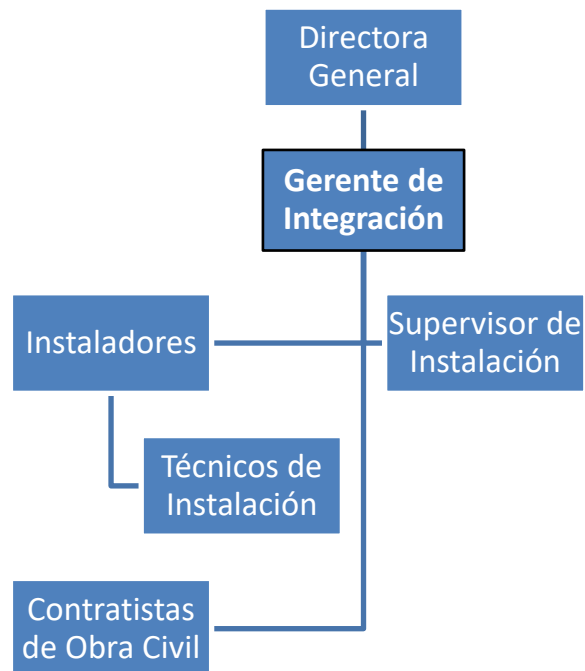 Directora
General
Gerente de
Integración
Instaladores
Supervisor de
Instalación
Técnicos de
Instalación
Contratistas
de Obra Civil